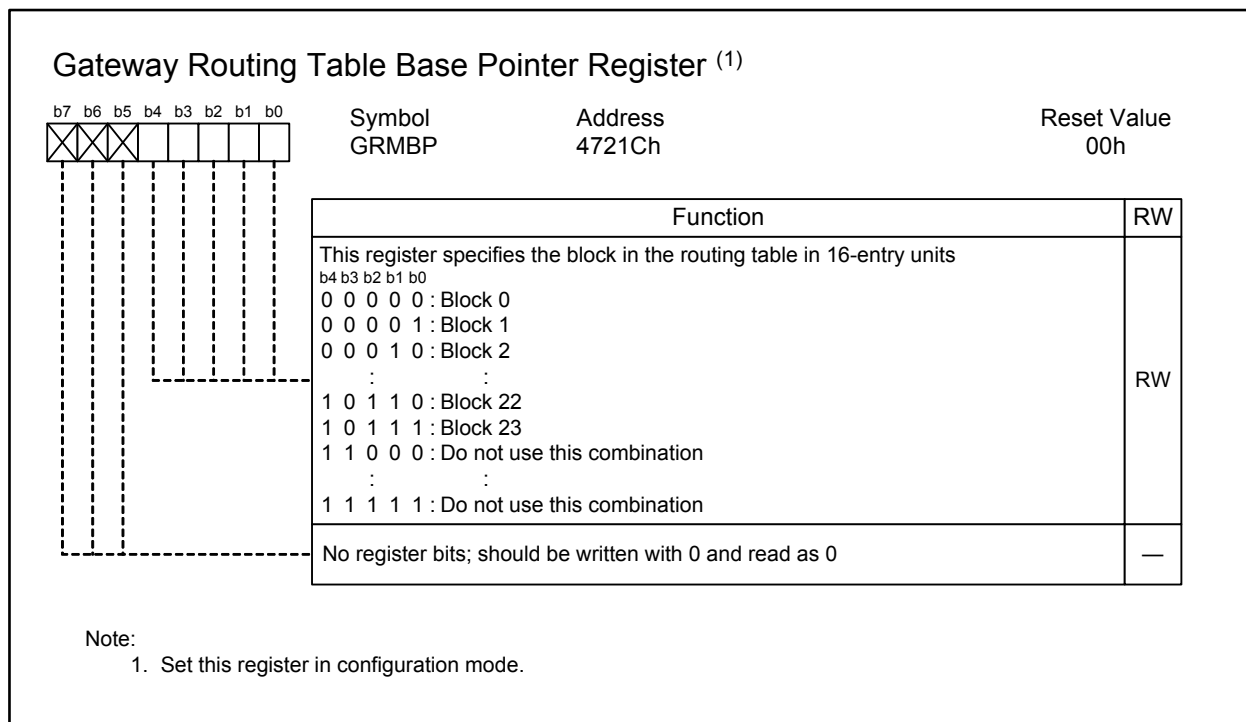 Gateway Routing Table Base Pointer Register (1)
b7 b6 b5 b4 b3 b2 b1 b0
Symbol Address Reset Value
GRMBP 4721Ch 00h
Function RW
This register specifies the block in the routing table in 16-entry units
b4 b3 b2 b1 b0
0 0 0 0 0 : Block 0
0 0 0 0 1 : Block 1
0 0 0 1 0 : Block 2
: :
RW
1 0 1 1 0 : Block 22
1 0 1 1 1 : Block 23
1 1 0 0 0 : Do not use this combination
: :
1 1 1 1 1 : Do not use this combination
No register bits; should be written with 0 and read as 0 —
Note:
1. Set this register in configuration mode.